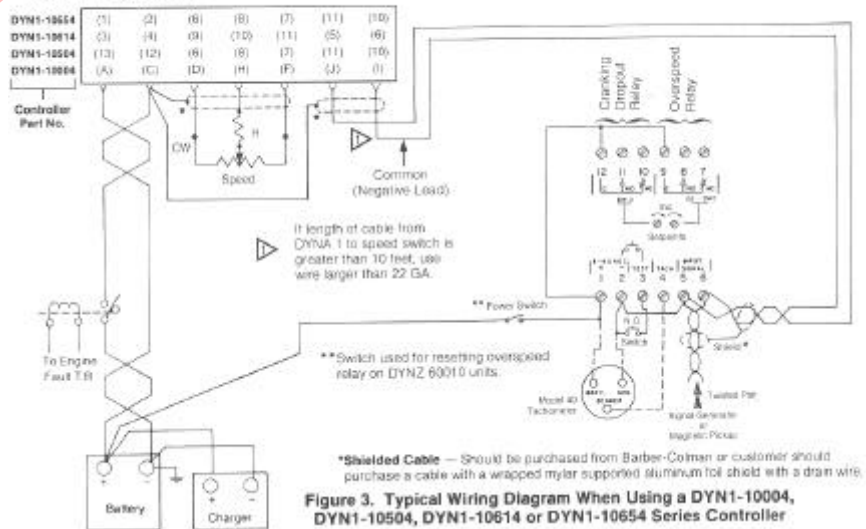 DYN1-10654 (1) (2) (8) (8) (7) (11) (10)
DYN1-10614 (3) (4) (9) (10) (11) (5) (6)
DYN1-10504 (13) (12) (6) (8) (7) (11) (10)
DYN1-10004 (A) (C) (D) (H) (F) (J) (I)
Controller
Part No.
CW
R
Speed
Common
(Negative Lead)
Cranking
Dropout
Relay
Overspeed
Relay
12 11 10 9 8 7
Setpoints
If length of cable from
DYNA 1 to speed switch is
greater than 10 feet, use
wire larger than 22 GA.
TEST TACH
1 2 3 4 5 6
**Power Switch
N.O.
Switch
Shield*
To Engine
Fault T.B.
**Switch used for resetting overspeed
relay on DYNZ 60010 units.
Model 40
Tachometer
Twisted Pair
Signal Generator
or
Magnetic Pickup
*Shielded Cable — Should be purchased from Barber-Colman or customer should
purchase a cable with a wrapped mylar supported aluminum foil shield with a drain wire.
+ − Battery
+ − Charger
Figure 3. Typical Wiring Diagram When Using a DYN1-10004,
DYN1-10504, DYN1-10614 or DYN1-10654 Series Controller